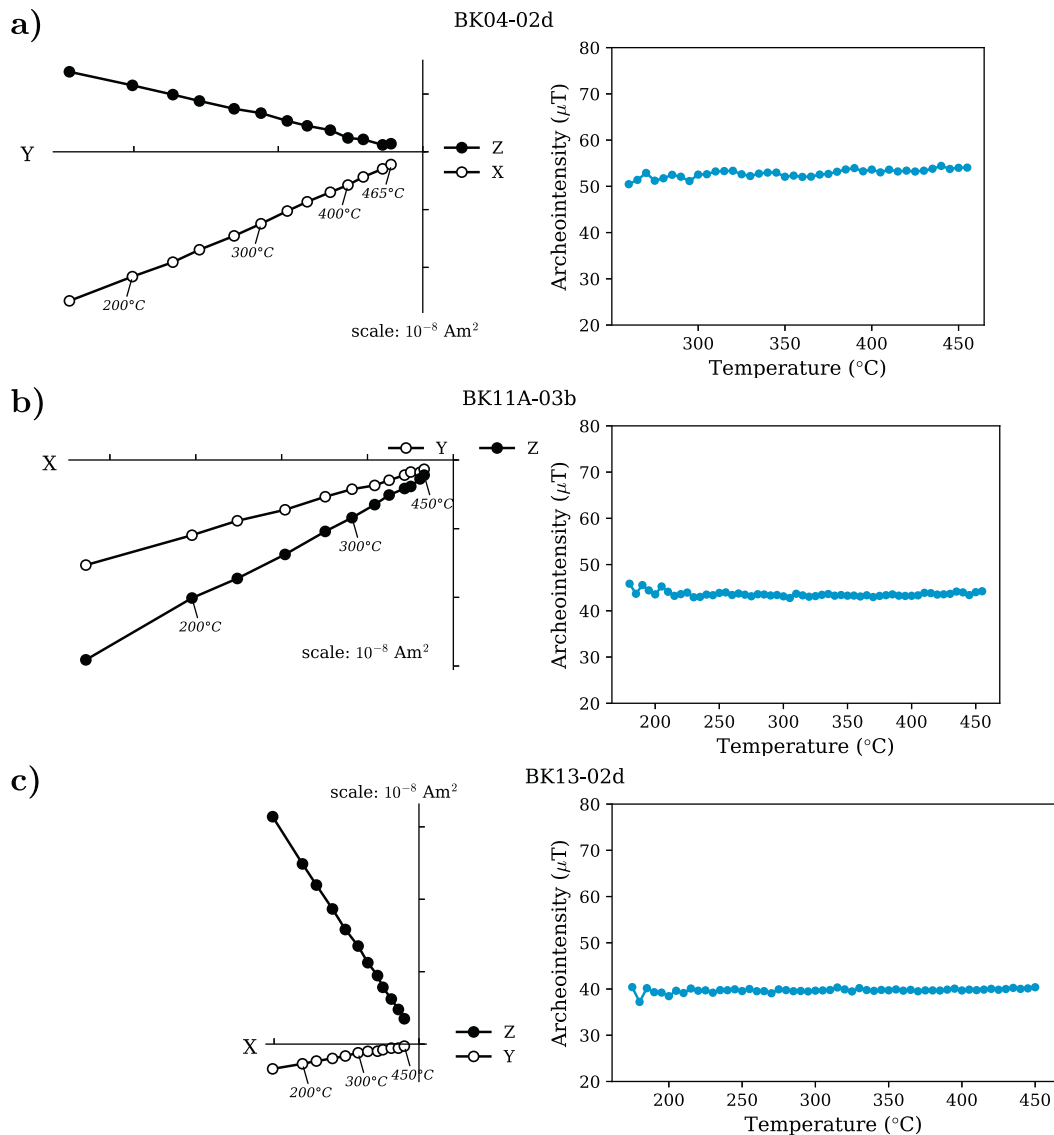 a)
BK04-02d
Y
Z
X
200°C
300°C
400°C
465°C
scale: 10⁻⁸ Am²
Archeointensity (μT)
80
70
60
50
40
30
20
300
350
400
450
Temperature (°C)
b)
BK11A-03b
X
Y
Z
200°C
300°C
450°C
scale: 10⁻⁸ Am²
Archeointensity (μT)
80
70
60
50
40
30
20
200
250
300
350
400
450
Temperature (°C)
c)
BK13-02d
scale: 10⁻⁸ Am²
X
Z
Y
200°C
300°C
450°C
Archeointensity (μT)
80
70
60
50
40
30
20
200
250
300
350
400
450
Temperature (°C)